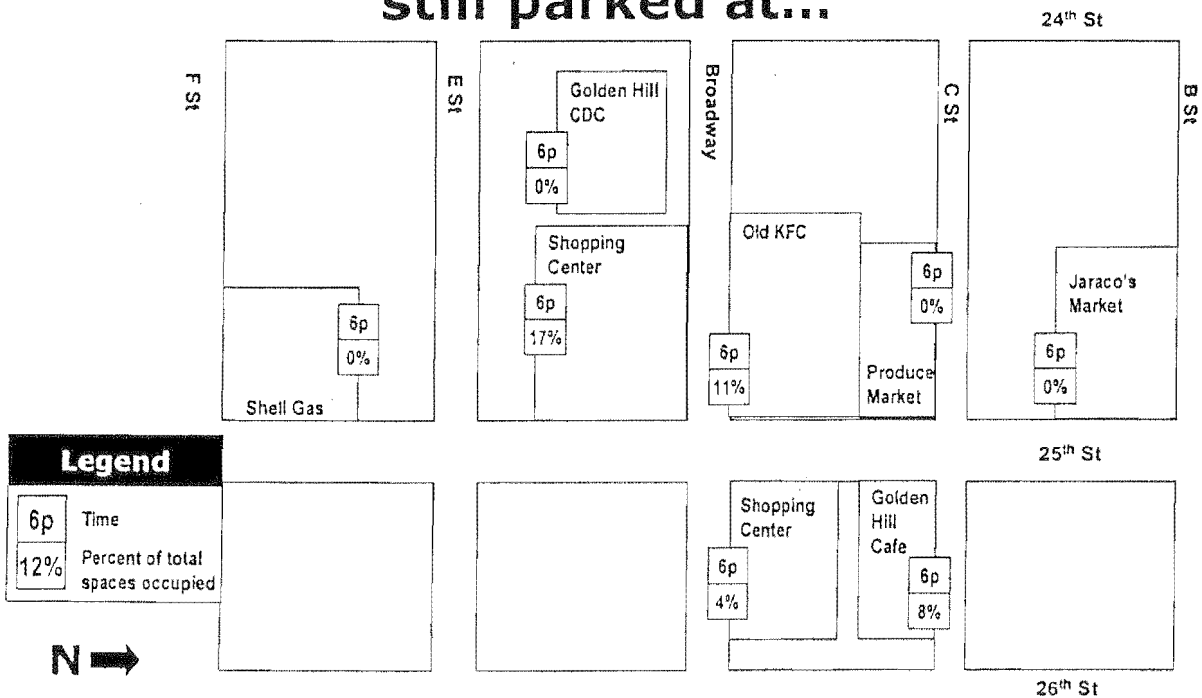 still parked at...
24th St
F St
E St
Broadway
C St
B St
Golden Hill
CDC
6p
0%
Shopping
Center
6p
17%
Old KFC
6p
0%
Jaraco's
Market
6p
0%
6p
0%
Shell Gas
6p
11%
Produce
Market
25th St
Legend
6p
Time
12%
Percent of total
spaces occupied
Shopping
Center
6p
4%
Golden
Hill
Cafe
6p
8%
N
26th St